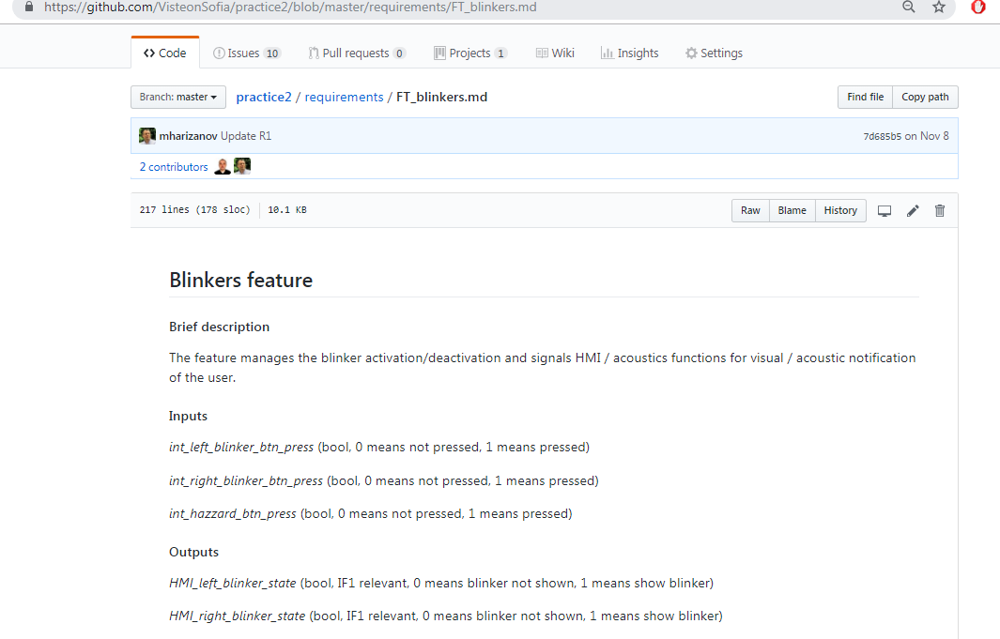 https://github.com/VisteonSofia/practice2/blob/master/requirements/FT_blinkers.md
Code Issues 10 Pull requests 0 Projects 1 Wiki Insights Settings
Branch: master practice2 / requirements / FT_blinkers.md Find file Copy path
mharizanov Update R1 7d685b5 on Nov 8
2 contributors
217 lines (178 sloc) 10.1 KB Raw Blame History
Blinkers feature
Brief description
The feature manages the blinker activation/deactivation and signals HMI / acoustics functions for visual / acoustic notification
of the user.
Inputs
int_left_blinker_btn_press (bool, 0 means not pressed, 1 means pressed)
int_right_blinker_btn_press (bool, 0 means not pressed, 1 means pressed)
int_hazzard_btn_press (bool, 0 means not pressed, 1 means pressed)
Outputs
HMI_left_blinker_state (bool, IF1 relevant, 0 means blinker not shown, 1 means show blinker)
HMI_right_blinker_state (bool, IF1 relevant, 0 means blinker not shown, 1 means show blinker)